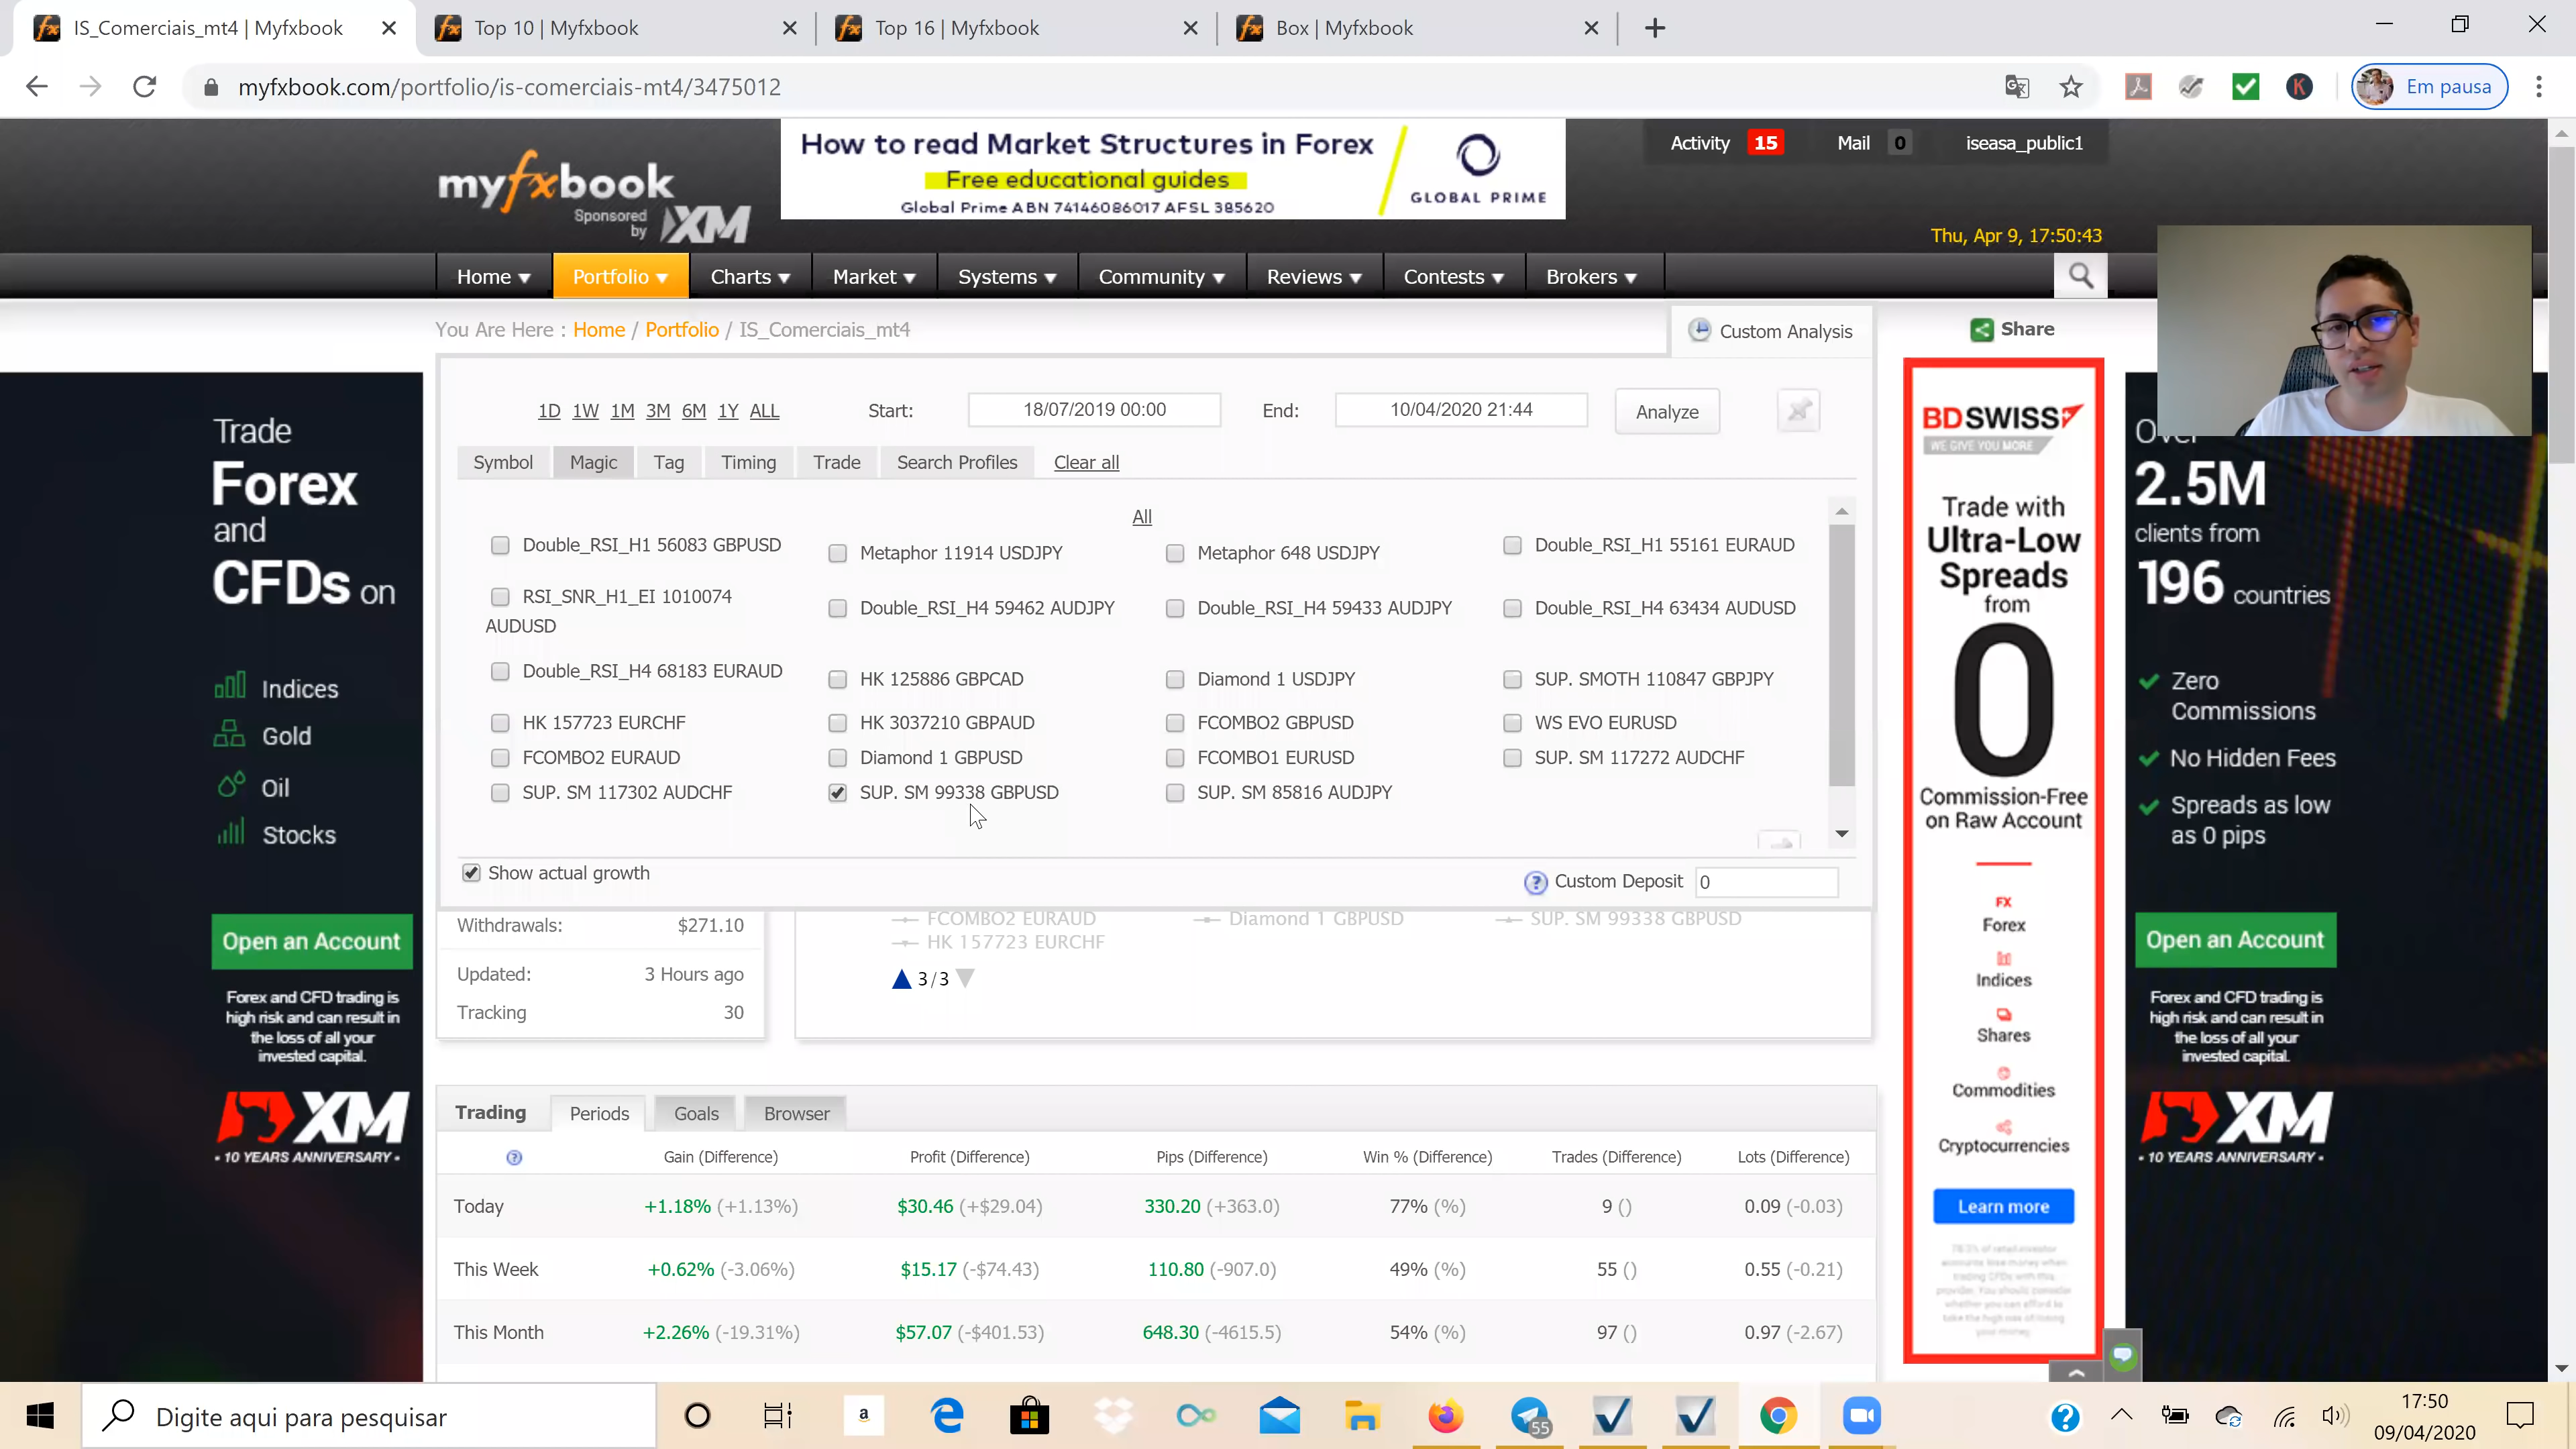 IS_Comerciais_mt4 | Myfxbook
Top 10 | Myfxbook
Top 16 | Myfxbook
Box | Myfxbook
myfxbook.com/portfolio/is-comerciais-mt4/3475012
Em pausa
myfxbook
Sponsored by XM
How to read Market Structures in Forex
Free educational guides
Global Prime ABN 74146086017 AFSL 385620
GLOBAL PRIME
Activity 15 Mail 0 iseasa_public1
Thu, Apr 9, 17:50:43
Home Portfolio Charts Market Systems Community Reviews Contests Brokers
You Are Here : Home / Portfolio / IS_Comerciais_mt4
Custom Analysis
Share
1D 1W 1M 3M 6M 1Y ALL
Start: 18/07/2019 00:00 End: 10/04/2020 21:44 Analyze
Symbol Magic Tag Timing Trade Search Profiles Clear all
All
Double_RSI_H1 56083 GBPUSD
Metaphor 11914 USDJPY
Metaphor 648 USDJPY
Double_RSI_H1 55161 EURAUD
RSI_SNR_H1_EI 1010074
AUDUSD
Double_RSI_H4 59462 AUDJPY
Double_RSI_H4 59433 AUDJPY
Double_RSI_H4 63434 AUDUSD
Double_RSI_H4 68183 EURAUD
HK 125886 GBPCAD
Diamond 1 USDJPY
SUP. SMOTH 110847 GBPJPY
HK 157723 EURCHF
HK 3037210 GBPAUD
FCOMBO2 GBPUSD
WS EVO EURUSD
FCOMBO2 EURAUD
Diamond 1 GBPUSD
FCOMBO1 EURUSD
SUP. SM 117272 AUDCHF
SUP. SM 117302 AUDCHF
SUP. SM 99338 GBPUSD
SUP. SM 85816 AUDJPY
Show actual growth
Custom Deposit 0
Withdrawals: $271.10
Updated: 3 Hours ago
Tracking 30
FCOMBO2 EURAUD
Diamond 1 GBPUSD
SUP. SM 99338 GBPUSD
HK 157723 EURCHF
3/3
Trading Periods Goals Browser
Gain (Difference) Profit (Difference) Pips (Difference) Win % (Difference) Trades (Difference) Lots (Difference)
Today +1.18% (+1.13%) $30.46 (+$29.04) 330.20 (+363.0) 77% (%) 9 () 0.09 (-0.03)
This Week +0.62% (-3.06%) $15.17 (-$74.43) 110.80 (-907.0) 49% (%) 55 () 0.55 (-0.21)
This Month +2.26% (-19.31%) $57.07 (-$401.53) 648.30 (-4615.5) 54% (%) 97 () 0.97 (-2.67)
Trade
Forex
and
CFDs on
Indices
Gold
Oil
Stocks
Open an Account
Forex and CFD trading is
high risk and can result in
the loss of all your
invested capital.
XM
• 10 YEARS ANNIVERSARY •
BDSWISS
WE GIVE YOU MORE
Trade with
Ultra-Low
Spreads
from
0
Commission-Free
on Raw Account
FX
Forex
Indices
Shares
Commodities
Cryptocurrencies
Learn more
Over
2.5M
clients from
196 countries
Zero
Commissions
No Hidden Fees
Spreads as low
as 0 pips
Open an Account
Forex and CFD trading is
high risk and can result in
the loss of all your
invested capital.
XM
• 10 YEARS ANNIVERSARY •
Digite aqui para pesquisar
55
17:50
09/04/2020